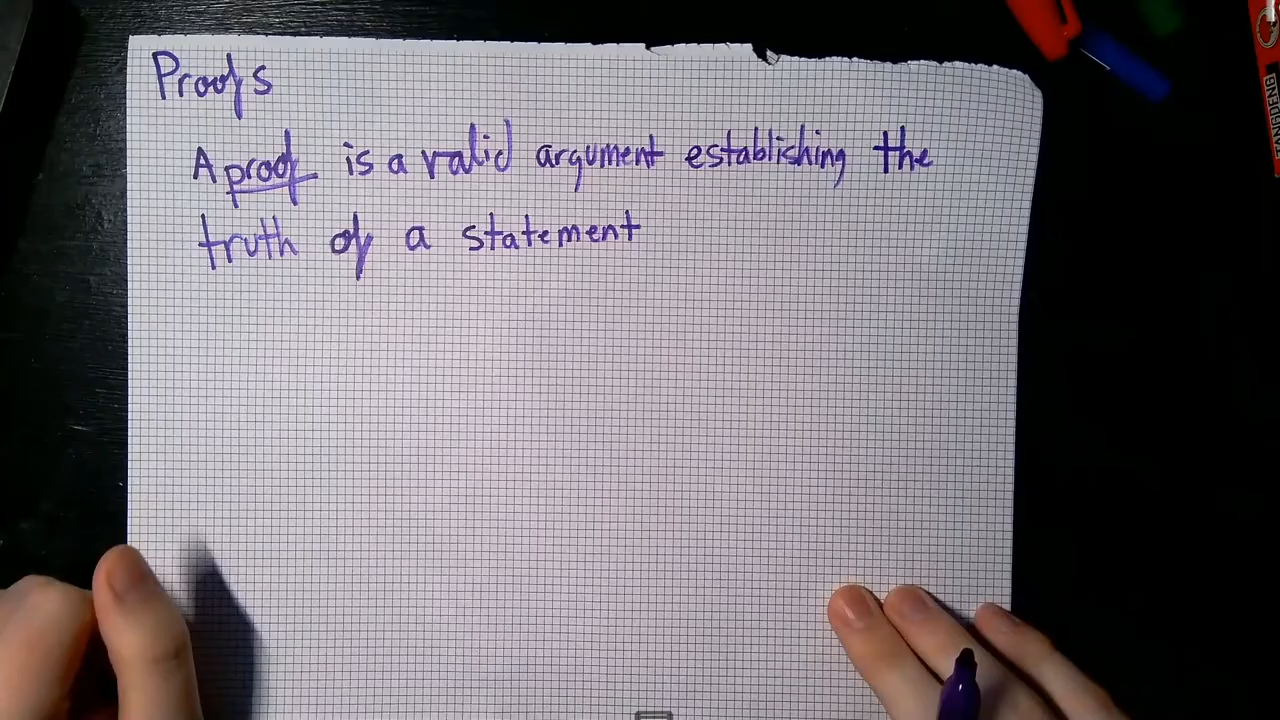 Proofs
A proof is a valid argument establishing the
truth of a statement